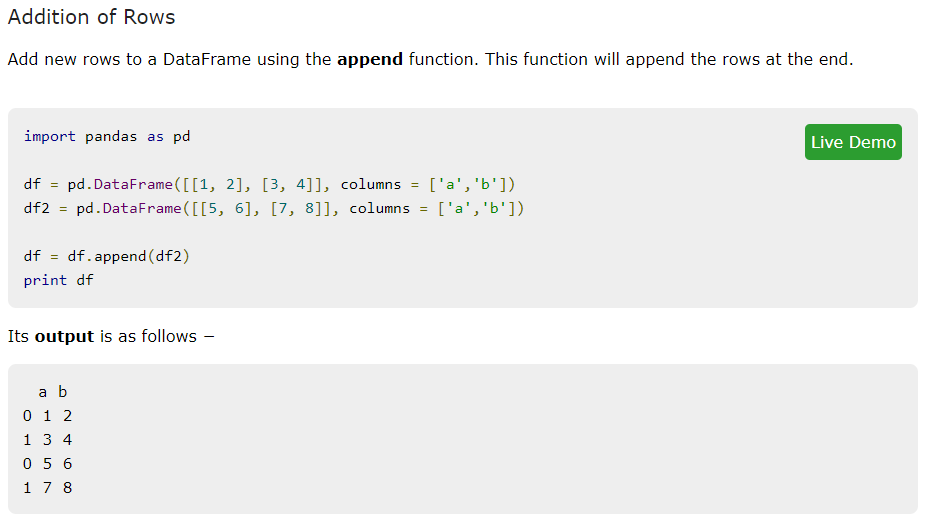 Addition of Rows
Add new rows to a DataFrame using the append function. This function will append the rows at the end.
import pandas as pd
Live Demo
df = pd.DataFrame([[1, 2], [3, 4]], columns = ['a','b'])
df2 = pd.DataFrame([[5, 6], [7, 8]], columns = ['a','b'])
df = df.append(df2)
print df
Its output is as follows −
a b
0 1 2
1 3 4
0 5 6
1 7 8